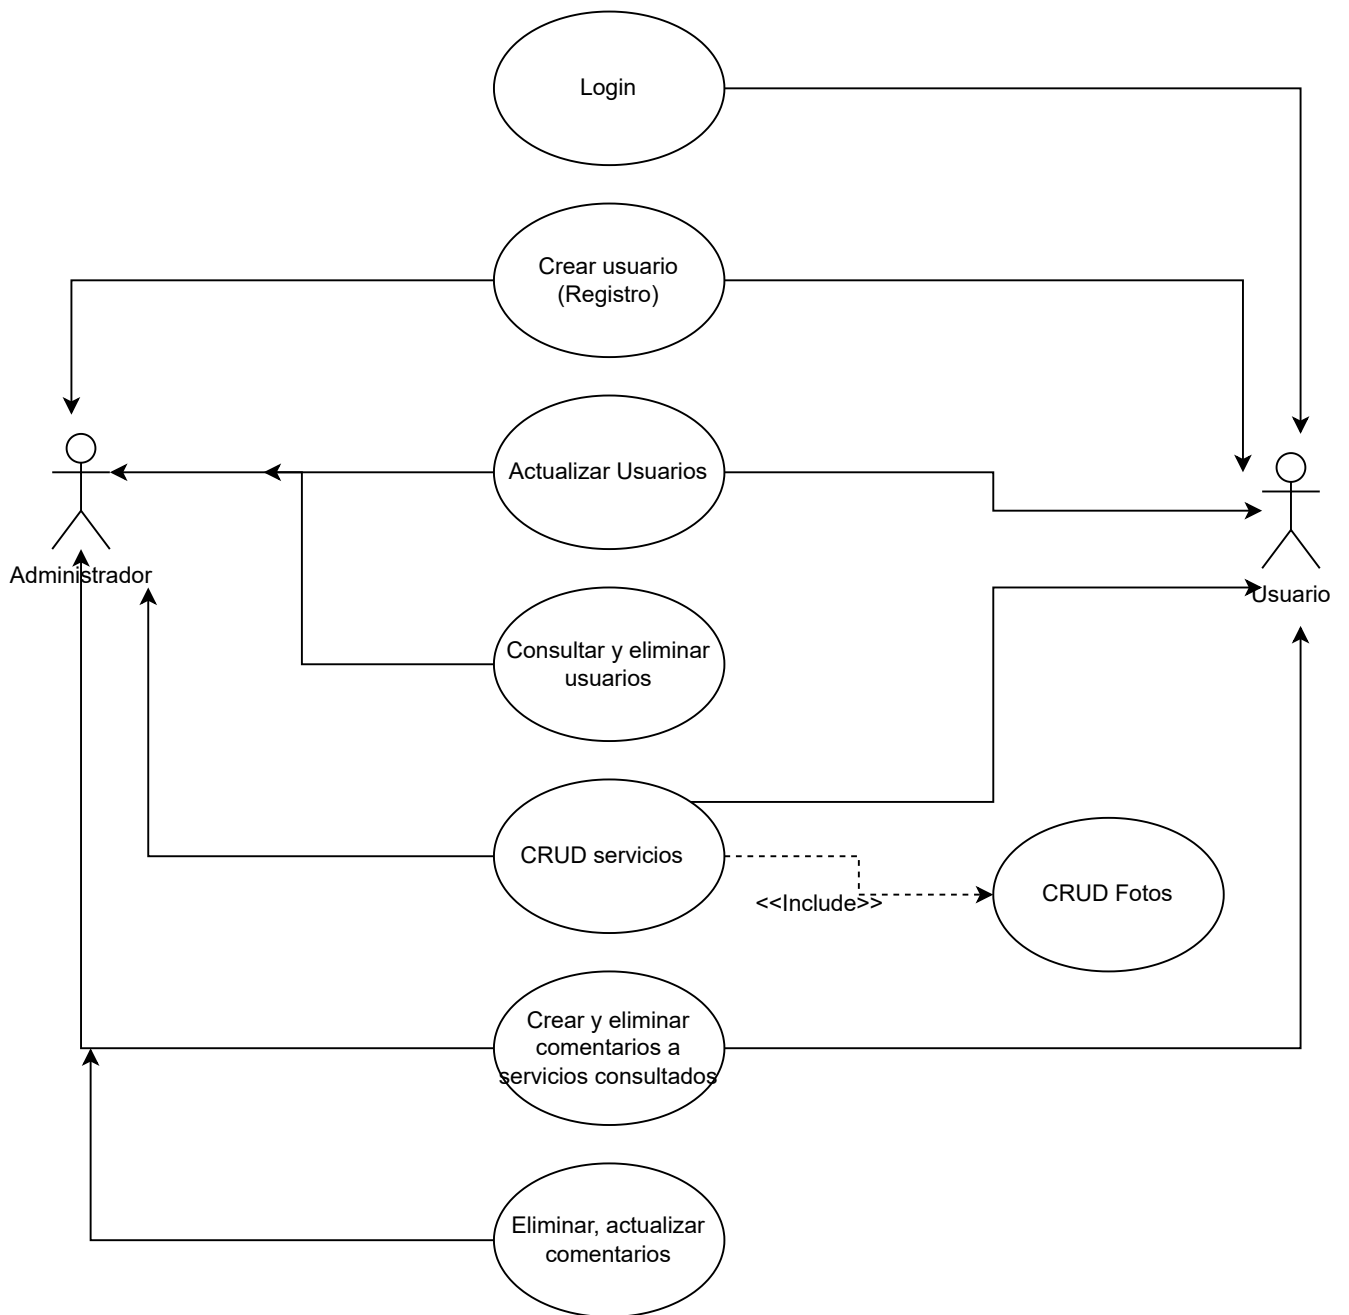 Login
Crear usuario
(Registro)
Actualizar Usuarios
Administrador
Usuario
Consultar y eliminar
usuarios
CRUD servicios
<<Include>>
CRUD Fotos
Crear y eliminar
comentarios a
servicios consultados
Eliminar, actualizar
comentarios